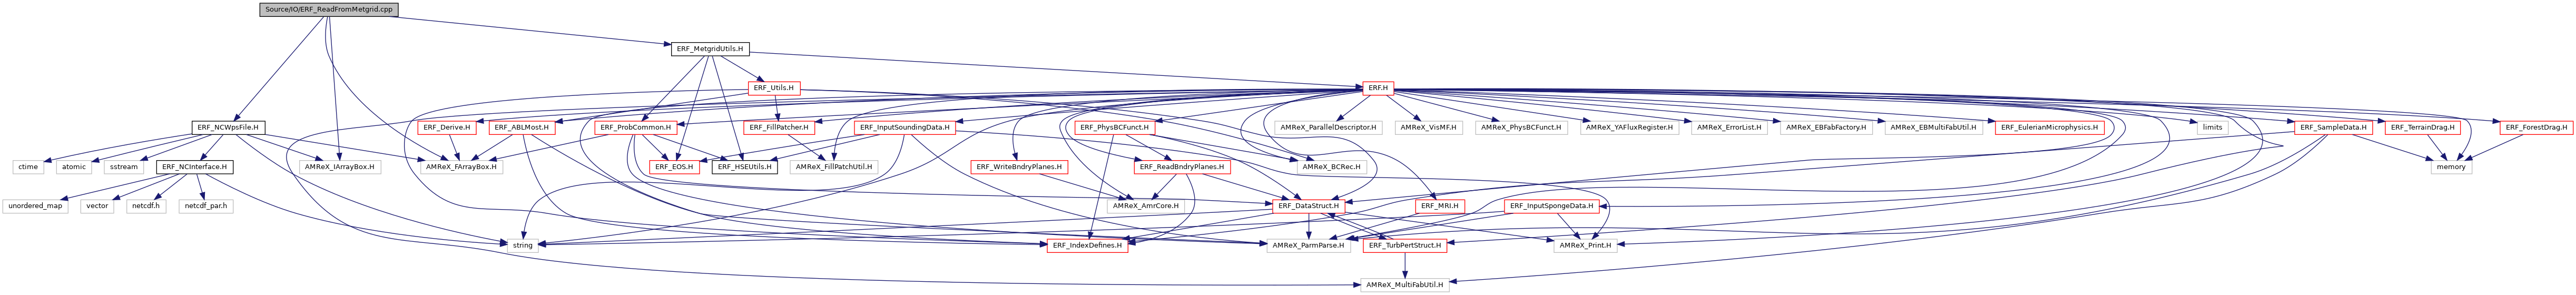 Source/IO/ERF_ReadFromMetgrid.cpp
ERF_MetgridUtils.H
ERF_Utils.H
ERF.H
ERF_NCWpsFile.H
ERF_Derive.H
ERF_ABLMost.H
ERF_ProbCommon.H
ERF_FillPatcher.H
ERF_InputSoundingData.H
ERF_PhysBCFunct.H
AMReX_ParallelDescriptor.H
AMReX_VisMF.H
AMReX_PhysBCFunct.H
AMReX_YAFluxRegister.H
AMReX_ErrorList.H
AMReX_EBFabFactory.H
AMReX_EBMultiFabUtil.H
ERF_EulerianMicrophysics.H
limits
ERF_SampleData.H
ERF_TerrainDrag.H
ERF_ForestDrag.H
ctime
atomic
sstream
ERF_NCInterface.H
AMReX_IArrayBox.H
AMReX_FArrayBox.H
ERF_EOS.H
ERF_HSEUtils.H
AMReX_FillPatchUtil.H
ERF_WriteBndryPlanes.H
ERF_ReadBndryPlanes.H
AMReX_BCRec.H
memory
unordered_map
vector
netcdf.h
netcdf_par.h
AMReX_AmrCore.H
ERF_DataStruct.H
ERF_MRI.H
ERF_InputSpongeData.H
string
ERF_IndexDefines.H
AMReX_ParmParse.H
ERF_TurbPertStruct.H
AMReX_Print.H
AMReX_MultiFabUtil.H